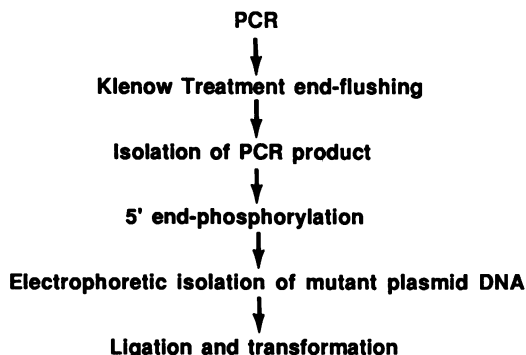 PCR
Klenow Treatment end-flushing
Isolation of PCR product
5' end-phosphorylation
Electrophoretic isolation of mutant plasmid DNA
Ligation and transformation